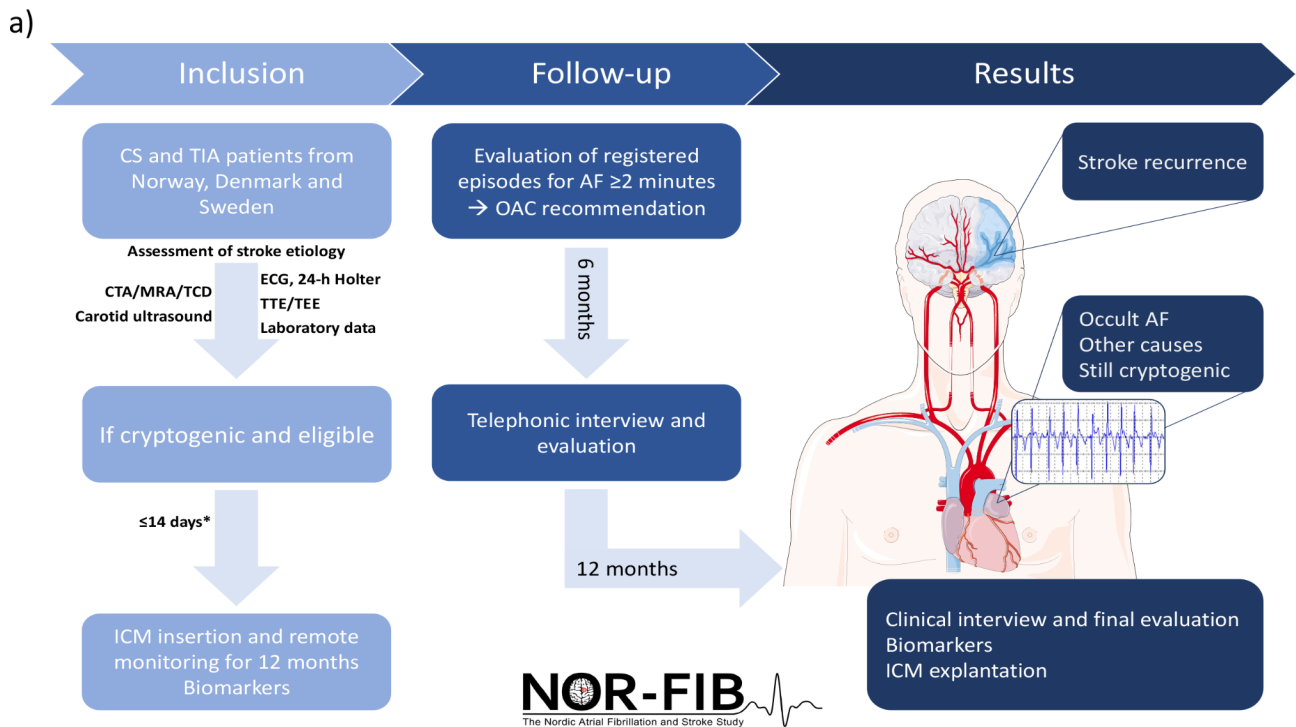 a)
Inclusion
Follow-up
Results
CS and TIA patients from
Norway, Denmark and
Sweden
Assessment of stroke etiology
CTA/MRA/TCD
Carotid ultrasound
ECG, 24-h Holter
TTE/TEE
Laboratory data
If cryptogenic and eligible
≤14 days*
ICM insertion and remote
monitoring for 12 months
Biomarkers
Evaluation of registered
episodes for AF ≥2 minutes
→ OAC recommendation
6 months
Telephonic interview and
evaluation
12 months
Stroke recurrence
Occult AF
Other causes
Still cryptogenic
Clinical interview and final evaluation
Biomarkers
ICM explantation
NOR-FIB
The Nordic Atrial Fibrillation and Stroke Study